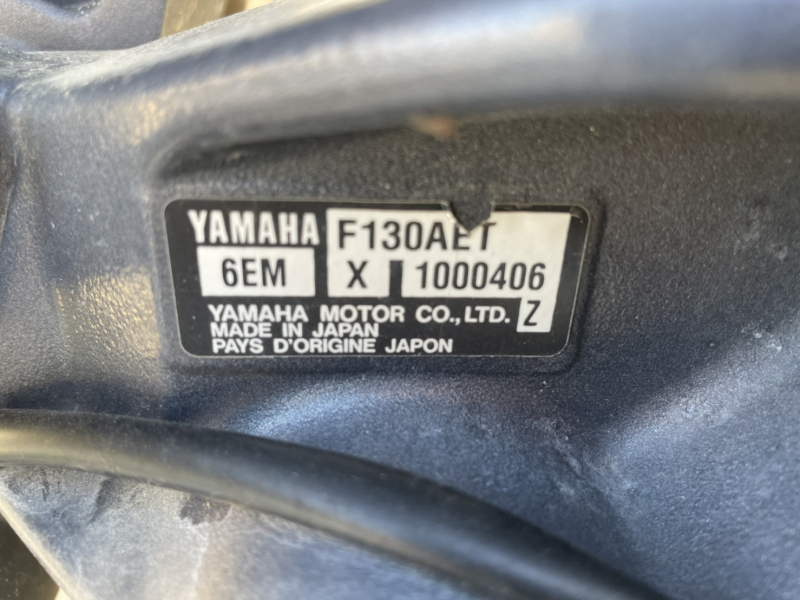 YAMAHA F130AET
6EM X 1000406
YAMAHA MOTOR CO., LTD. Z
MADE IN JAPAN
PAYS D'ORIGINE JAPON